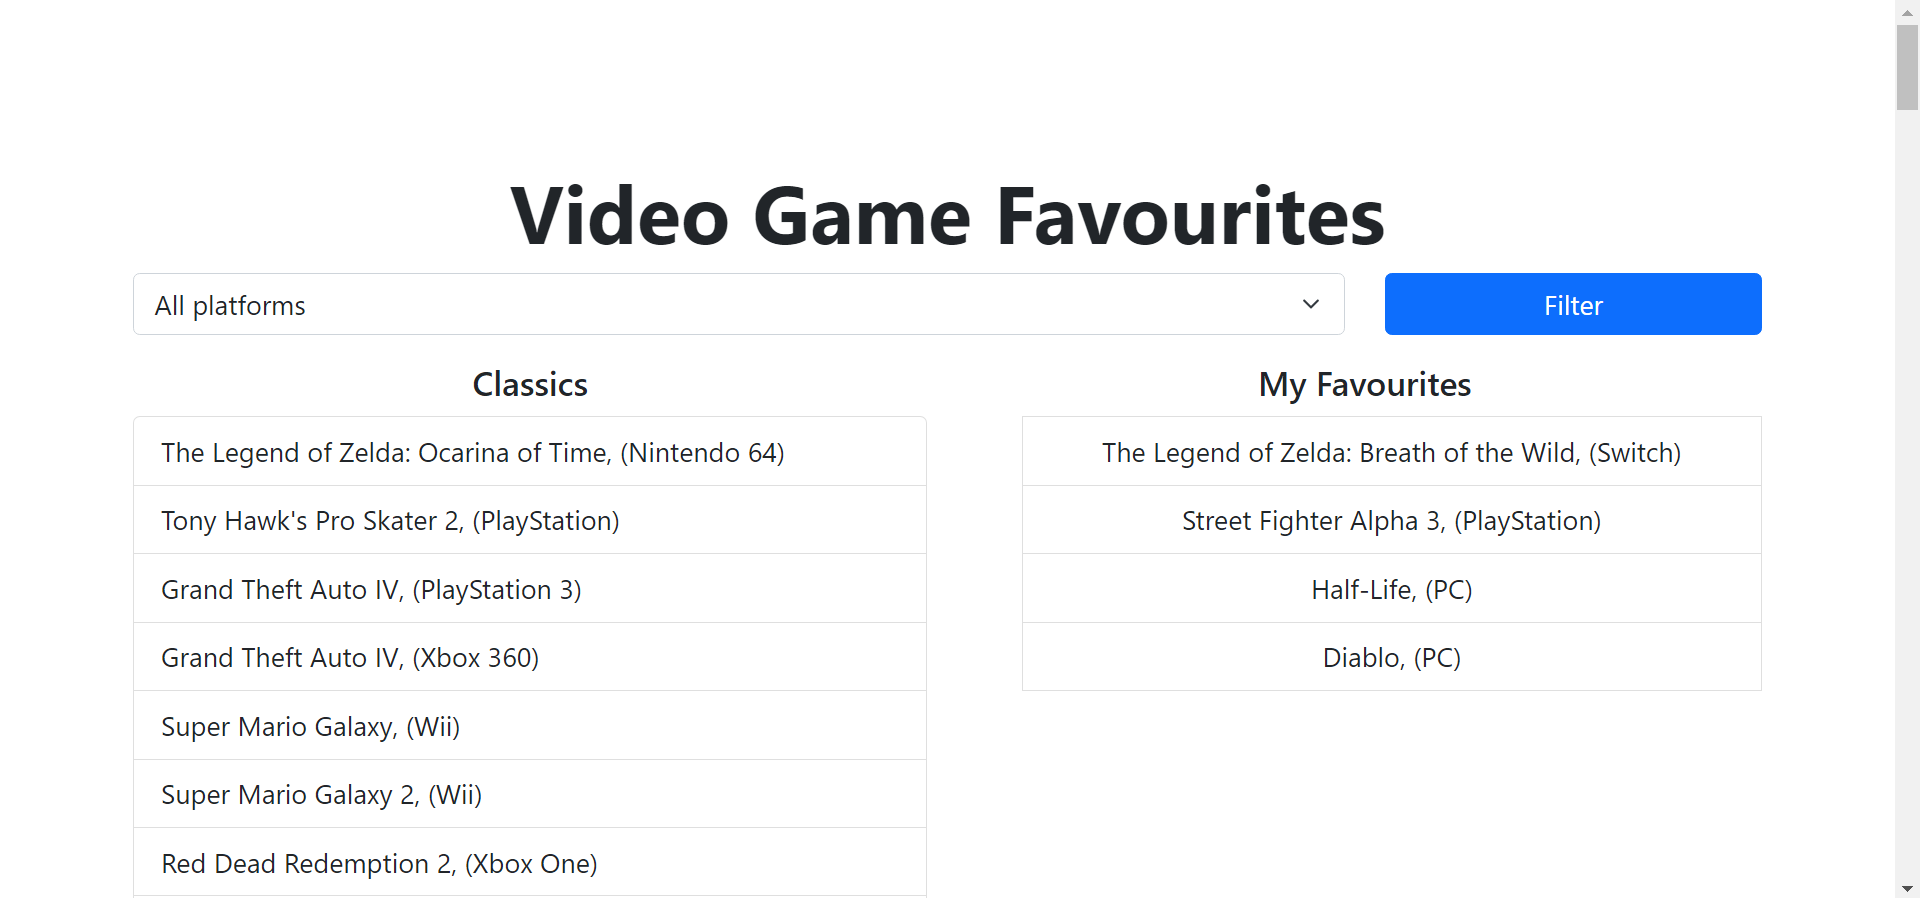 Video Game Favourites
All platforms
Filter
Classics
The Legend of Zelda: Ocarina of Time, (Nintendo 64)
Tony Hawk's Pro Skater 2, (PlayStation)
Grand Theft Auto IV, (PlayStation 3)
Grand Theft Auto IV, (Xbox 360)
Super Mario Galaxy, (Wii)
Super Mario Galaxy 2, (Wii)
Red Dead Redemption 2, (Xbox One)
My Favourites
The Legend of Zelda: Breath of the Wild, (Switch)
Street Fighter Alpha 3, (PlayStation)
Half-Life, (PC)
Diablo, (PC)